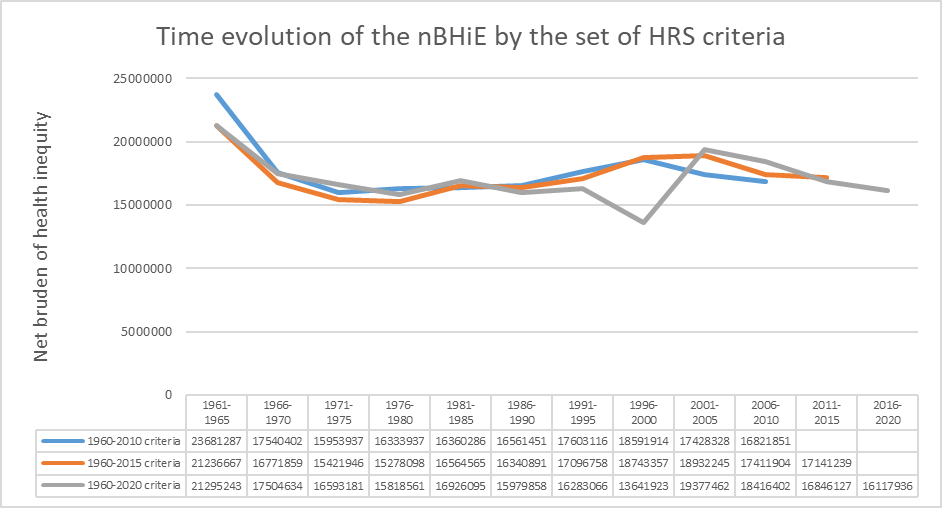 Time evolution of the nBHiE by the set of HRS criteria
Net bruden of health inequity
25000000
20000000
15000000
10000000
5000000
0
1961-1965 1966-1970 1971-1975 1976-1980 1981-1985 1986-1990 1991-1995 1996-2000 2001-2005 2006-2010 2011-2015 2016-2020
1960-2010 criteria 23681287 17540402 15953937 16333937 16360286 16561451 17603116 18591914 17428328 16821851
1960-2015 criteria 21236667 16771859 15421946 15278098 16564565 16340891 17096758 18743357 18932245 17411904 17141239
1960-2020 criteria 21295243 17504634 16593181 15818561 16926095 15979858 16283066 13641923 19377462 18416402 16846127 16117936